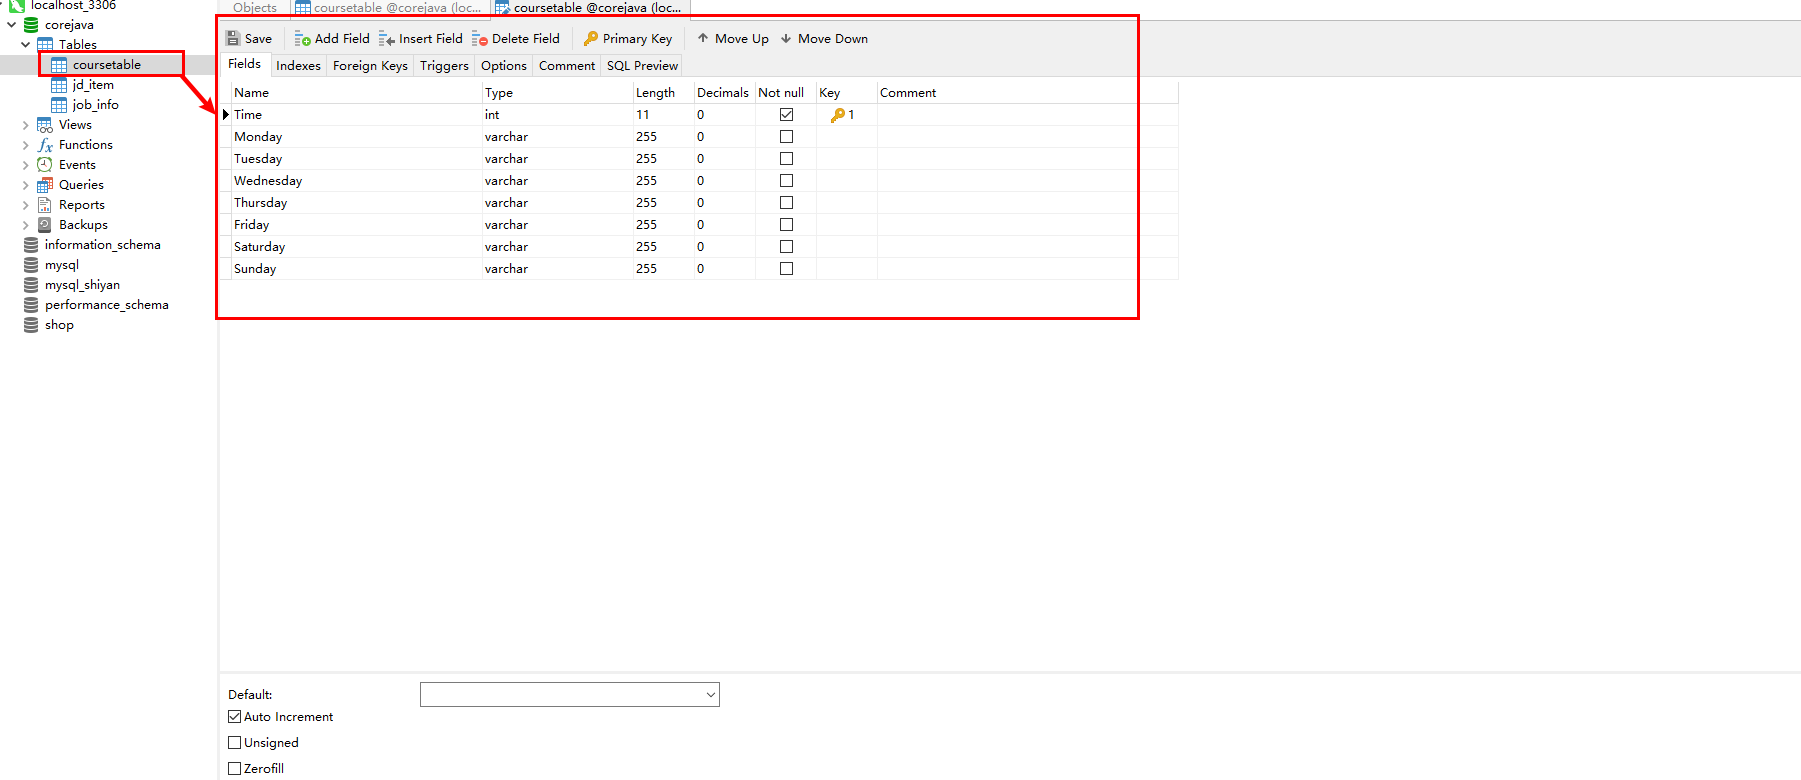 localhost_3306
corejava
Tables
coursetable
jd_item
job_info
Views
Functions
Events
Queries
Reports
Backups
information_schema
mysql
mysql_shiyan
performance_schema
shop
Objects coursetable @corejava (loc... coursetable @corejava (loc...
Save Add Field Insert Field Delete Field Primary Key Move Up Move Down
Fields Indexes Foreign Keys Triggers Options Comment SQL Preview
Name Type Length Decimals Not null Key Comment
Time int 11 0 1
Monday varchar 255 0
Tuesday varchar 255 0
Wednesday varchar 255 0
Thursday varchar 255 0
Friday varchar 255 0
Saturday varchar 255 0
Sunday varchar 255 0
Default:
Auto Increment
Unsigned
Zerofill